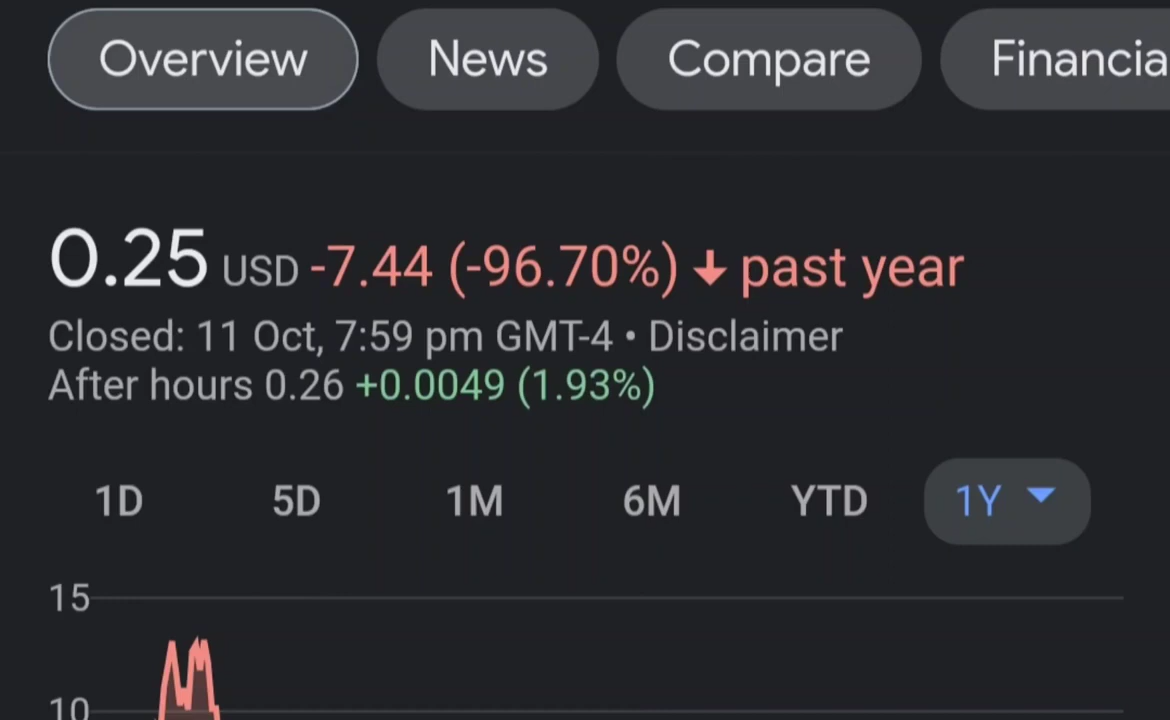 Overview News Compare Financia
0.25 USD -7.44 (-96.70%) ↓ past year
Closed: 11 Oct, 7:59 pm GMT-4 • Disclaimer
After hours 0.26 +0.0049 (1.93%)
1D 5D 1M 6M YTD 1Y
15
10